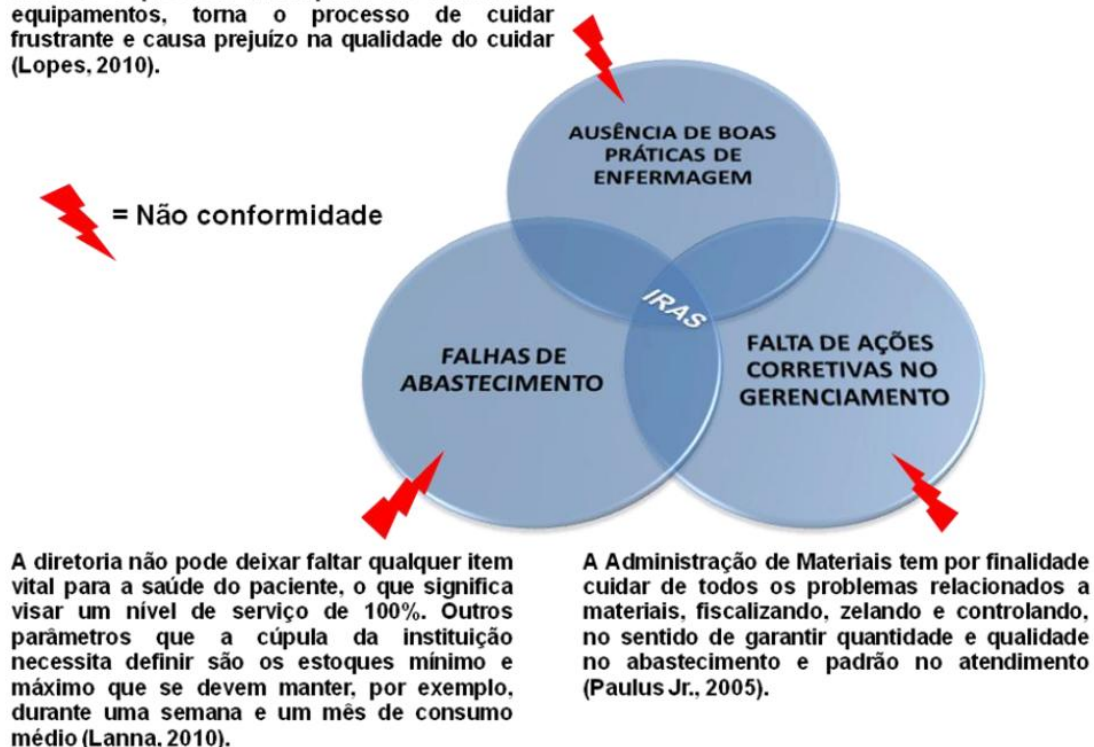 equipamentos, torna o processo de cuidar
frustrante e causa prejuízo na qualidade do cuidar
(Lopes, 2010).
AUSÊNCIA DE BOAS
PRÁTICAS DE
ENFERMAGEM
= Não conformidade
IRAS
FALHAS DE
ABASTECIMENTO
FALTA DE AÇÕES
CORRETIVAS NO
GERENCIAMENTO
A diretoria não pode deixar faltar qualquer item
vital para a saúde do paciente, o que significa
visar um nível de serviço de 100%. Outros
parâmetros que a cúpula da instituição
necessita definir são os estoques mínimo e
máximo que se devem manter, por exemplo,
durante uma semana e um mês de consumo
médio (Lanna, 2010).
A Administração de Materiais tem por finalidade
cuidar de todos os problemas relacionados a
materiais, fiscalizando, zelando e controlando,
no sentido de garantir quantidade e qualidade
no abastecimento e padrão no atendimento
(Paulus Jr., 2005).